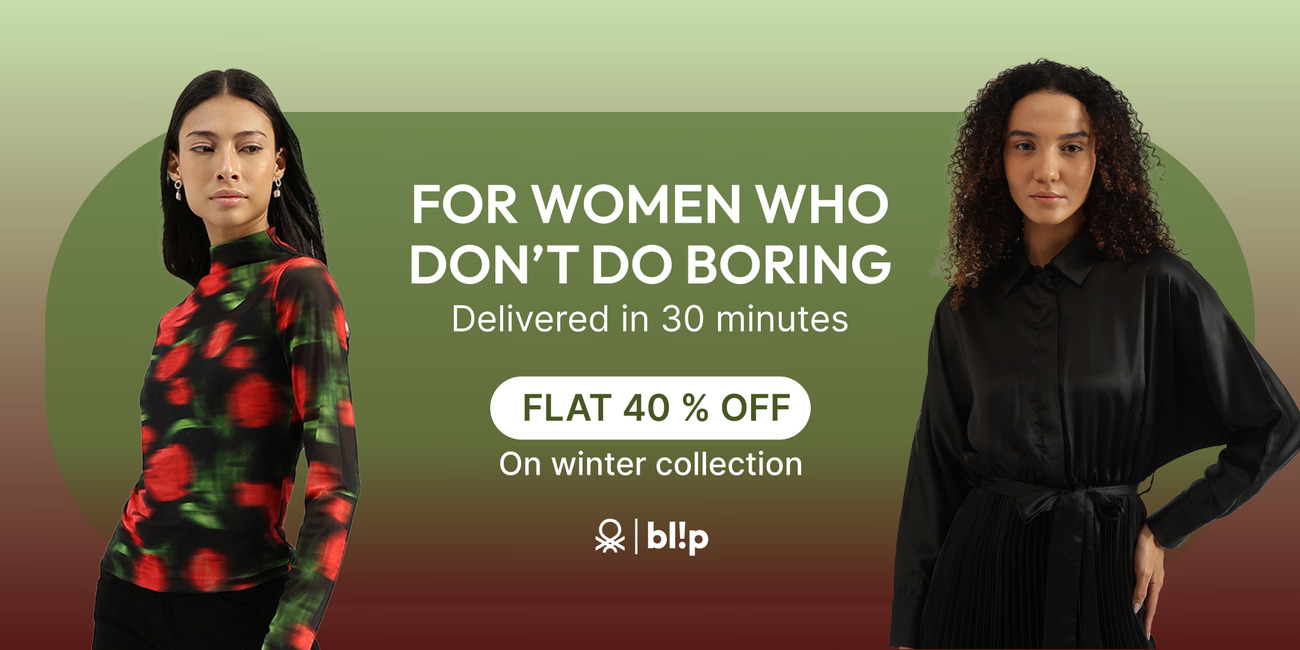 FOR WOMEN WHO
DON’T DO BORING
Delivered in 30 minutes
FLAT 40 % OFF
On winter collection
bl!p